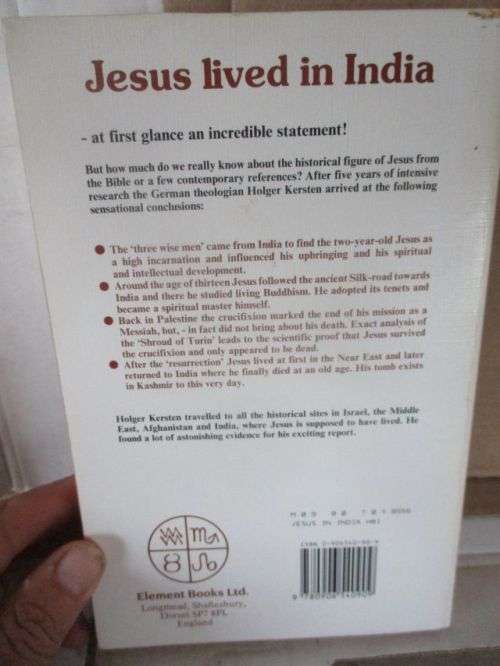 Jesus lived in India
- at first glance an incredible statement!
But how much do we really know about the historical figure of Jesus from
the Bible or a few contemporary references? After five years of intensive
research the German theologian Holger Kersten arrived at the following
sensational conclusions:
● The 'three wise men' came from India to find the two-year-old Jesus as
a high incarnation and influenced his upbringing and his spiritual
and intellectual development.
● Around the age of thirteen Jesus followed the ancient Silk-road towards
India and there he studied living Buddhism. He adopted its tenets and
became a spiritual master himself.
● Back in Palestine the crucifixion marked the end of his mission as a
Messiah, but, - in fact did not bring about his death. Exact analysis of
the 'Shroud of Turin' leads to the scientific proof that Jesus survived
the crucifixion and only appeared to be dead.
● After the 'resurrection' Jesus lived at first in the Near East and later
returned to India where he finally died at an old age. His tomb exists
in Kashmir to this very day.
Holger Kersten travelled to all the historical sites in Israel, the Middle
East, Afghanistan and India, where Jesus is supposed to have lived. He
found a lot of astonishing evidence for his exciting report.
JESUS IN INDIA
ISBN
Element Books Ltd.
Longmead, Shaftesbury,
Dorset SP7 8PL
England
9 780906 540909